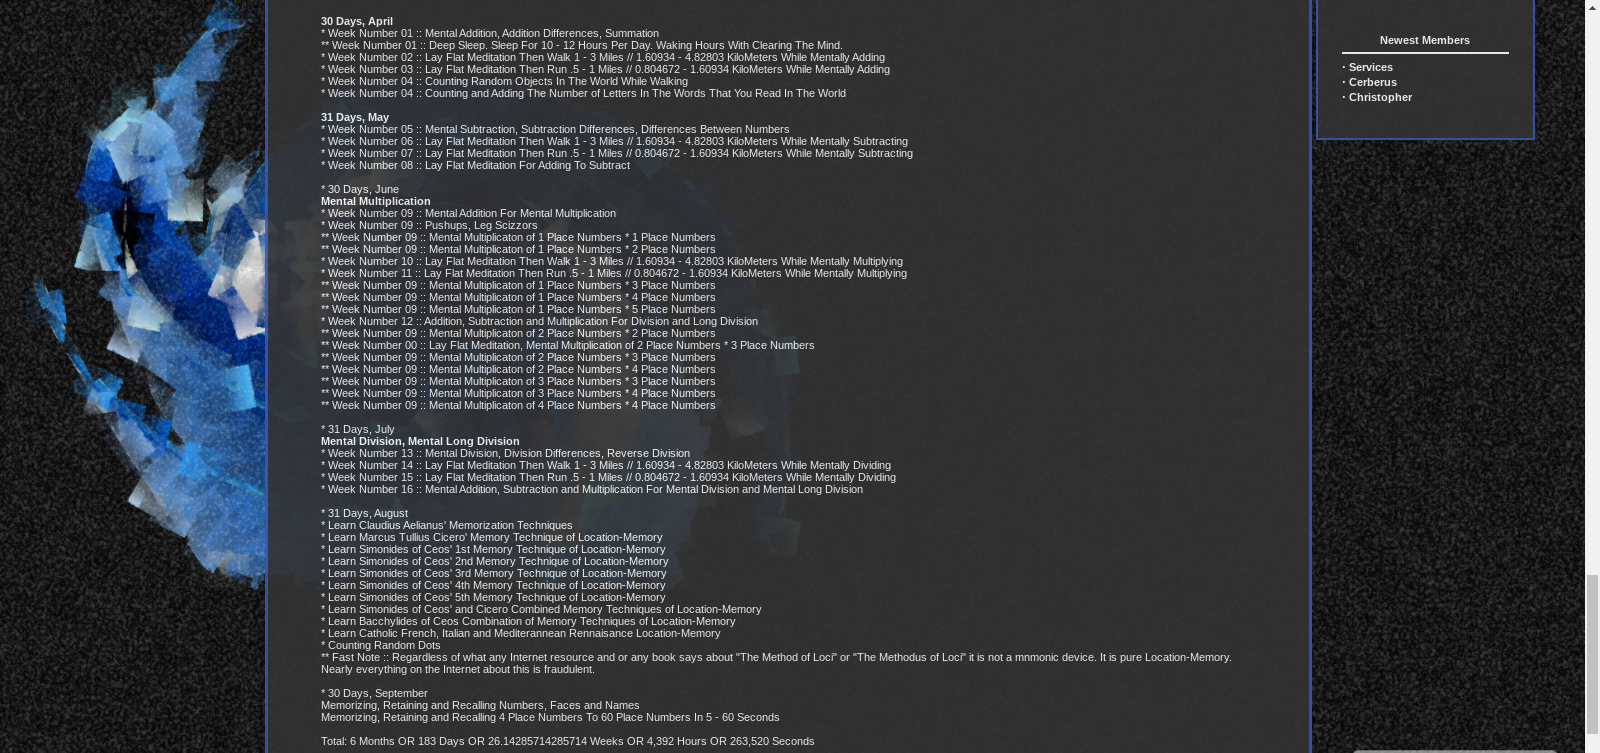 30 Days, April
* Week Number 01 :: Mental Addition, Addition Differences, Summation
** Week Number 01 :: Deep Sleep. Sleep For 10 - 12 Hours Per Day. Waking Hours With Clearing The Mind.
* Week Number 02 :: Lay Flat Meditation Then Walk 1 - 3 Miles // 1.60934 - 4.82803 KiloMeters While Mentally Adding
* Week Number 03 :: Lay Flat Meditation Then Run .5 - 1 Miles // 0.804672 - 1.60934 KiloMeters While Mentally Adding
* Week Number 04 :: Counting Random Objects In The World While Walking
* Week Number 04 :: Counting and Adding The Number of Letters In The Words That You Read In The World
31 Days, May
* Week Number 05 :: Mental Subtraction, Subtraction Differences, Differences Between Numbers
* Week Number 06 :: Lay Flat Meditation Then Walk 1 - 3 Miles // 1.60934 - 4.82803 KiloMeters While Mentally Subtracting
* Week Number 07 :: Lay Flat Meditation Then Run .5 - 1 Miles // 0.804672 - 1.60934 KiloMeters While Mentally Subtracting
* Week Number 08 :: Lay Flat Meditation For Adding To Subtract
* 30 Days, June
Mental Multiplication
* Week Number 09 :: Mental Addition For Mental Multiplication
* Week Number 09 :: Pushups, Leg Scizzors
** Week Number 09 :: Mental Multiplicaton of 1 Place Numbers * 1 Place Numbers
** Week Number 09 :: Mental Multiplicaton of 1 Place Numbers * 2 Place Numbers
* Week Number 10 :: Lay Flat Meditation Then Walk 1 - 3 Miles // 1.60934 - 4.82803 KiloMeters While Mentally Multiplying
* Week Number 11 :: Lay Flat Meditation Then Run .5 - 1 Miles // 0.804672 - 1.60934 KiloMeters While Mentally Multiplying
** Week Number 09 :: Mental Multiplicaton of 1 Place Numbers * 3 Place Numbers
** Week Number 09 :: Mental Multiplicaton of 1 Place Numbers * 4 Place Numbers
** Week Number 09 :: Mental Multiplicaton of 1 Place Numbers * 5 Place Numbers
* Week Number 12 :: Addition, Subtraction and Multiplication For Division and Long Division
** Week Number 09 :: Mental Multiplicaton of 2 Place Numbers * 2 Place Numbers
** Week Number 00 :: Lay Flat Meditation, Mental Multiplication of 2 Place Numbers * 3 Place Numbers
** Week Number 09 :: Mental Multiplicaton of 2 Place Numbers * 3 Place Numbers
** Week Number 09 :: Mental Multiplicaton of 2 Place Numbers * 4 Place Numbers
** Week Number 09 :: Mental Multiplicaton of 3 Place Numbers * 3 Place Numbers
** Week Number 09 :: Mental Multiplicaton of 3 Place Numbers * 4 Place Numbers
** Week Number 09 :: Mental Multiplicaton of 4 Place Numbers * 4 Place Numbers
* 31 Days, July
Mental Division, Mental Long Division
* Week Number 13 :: Mental Division, Division Differences, Reverse Division
* Week Number 14 :: Lay Flat Meditation Then Walk 1 - 3 Miles // 1.60934 - 4.82803 KiloMeters While Mentally Dividing
* Week Number 15 :: Lay Flat Meditation Then Run .5 - 1 Miles // 0.804672 - 1.60934 KiloMeters While Mentally Dividing
* Week Number 16 :: Mental Addition, Subtraction and Multiplication For Mental Division and Mental Long Division
* 31 Days, August
* Learn Claudius Aelianus' Memorization Techniques
* Learn Marcus Tullius Cicero' Memory Technique of Location-Memory
* Learn Simonides of Ceos' 1st Memory Technique of Location-Memory
* Learn Simonides of Ceos' 2nd Memory Technique of Location-Memory
* Learn Simonides of Ceos' 3rd Memory Technique of Location-Memory
* Learn Simonides of Ceos' 4th Memory Technique of Location-Memory
* Learn Simonides of Ceos' 5th Memory Technique of Location-Memory
* Learn Simonides of Ceos' and Cicero Combined Memory Techniques of Location-Memory
* Learn Bacchylides of Ceos Combination of Memory Techniques of Location-Memory
* Learn Catholic French, Italian and Mediterannean Rennaisance Location-Memory
* Counting Random Dots
** Fast Note :: Regardless of what any Internet resource and or any book says about "The Method of Loci" or "The Methodus of Loci" it is not a mnmonic device. It is pure Location-Memory.
Nearly everything on the Internet about this is fraudulent.
* 30 Days, September
Memorizing, Retaining and Recalling Numbers, Faces and Names
Memorizing, Retaining and Recalling 4 Place Numbers To 60 Place Numbers In 5 - 60 Seconds
Total: 6 Months OR 183 Days OR 26.14285714285714 Weeks OR 4,392 Hours OR 263,520 Seconds
Newest Members
· Services
· Cerberus
· Christopher